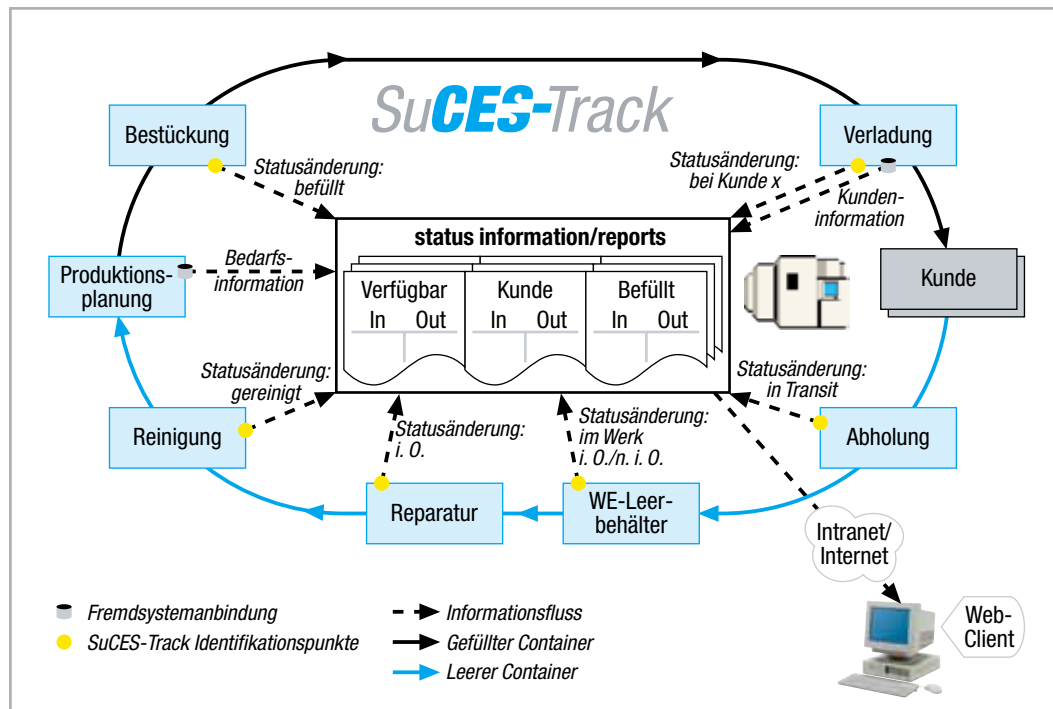 SuCES-Track
Bestückung
Verladung
Statusänderung:
befüllt
Statusänderung:
bei Kunde x
Kunden-
information
status information/reports
Produktions-
planung
Bedarfs-
information
Verfügbar
In Out
Kunde
In Out
Befüllt
In Out
Kunde
Statusänderung:
gereinigt
Statusänderung:
in Transit
Reinigung
Statusänderung:
i. O.
Statusänderung:
im Werk
i. O./n. i. O.
Abholung
Reparatur
WE-Leer-
behälter
Intranet/
Internet
Web-
Client
Fremdsystemanbindung
SuCES-Track Identifikationspunkte
Informationsfluss
Gefüllter Container
Leerer Container